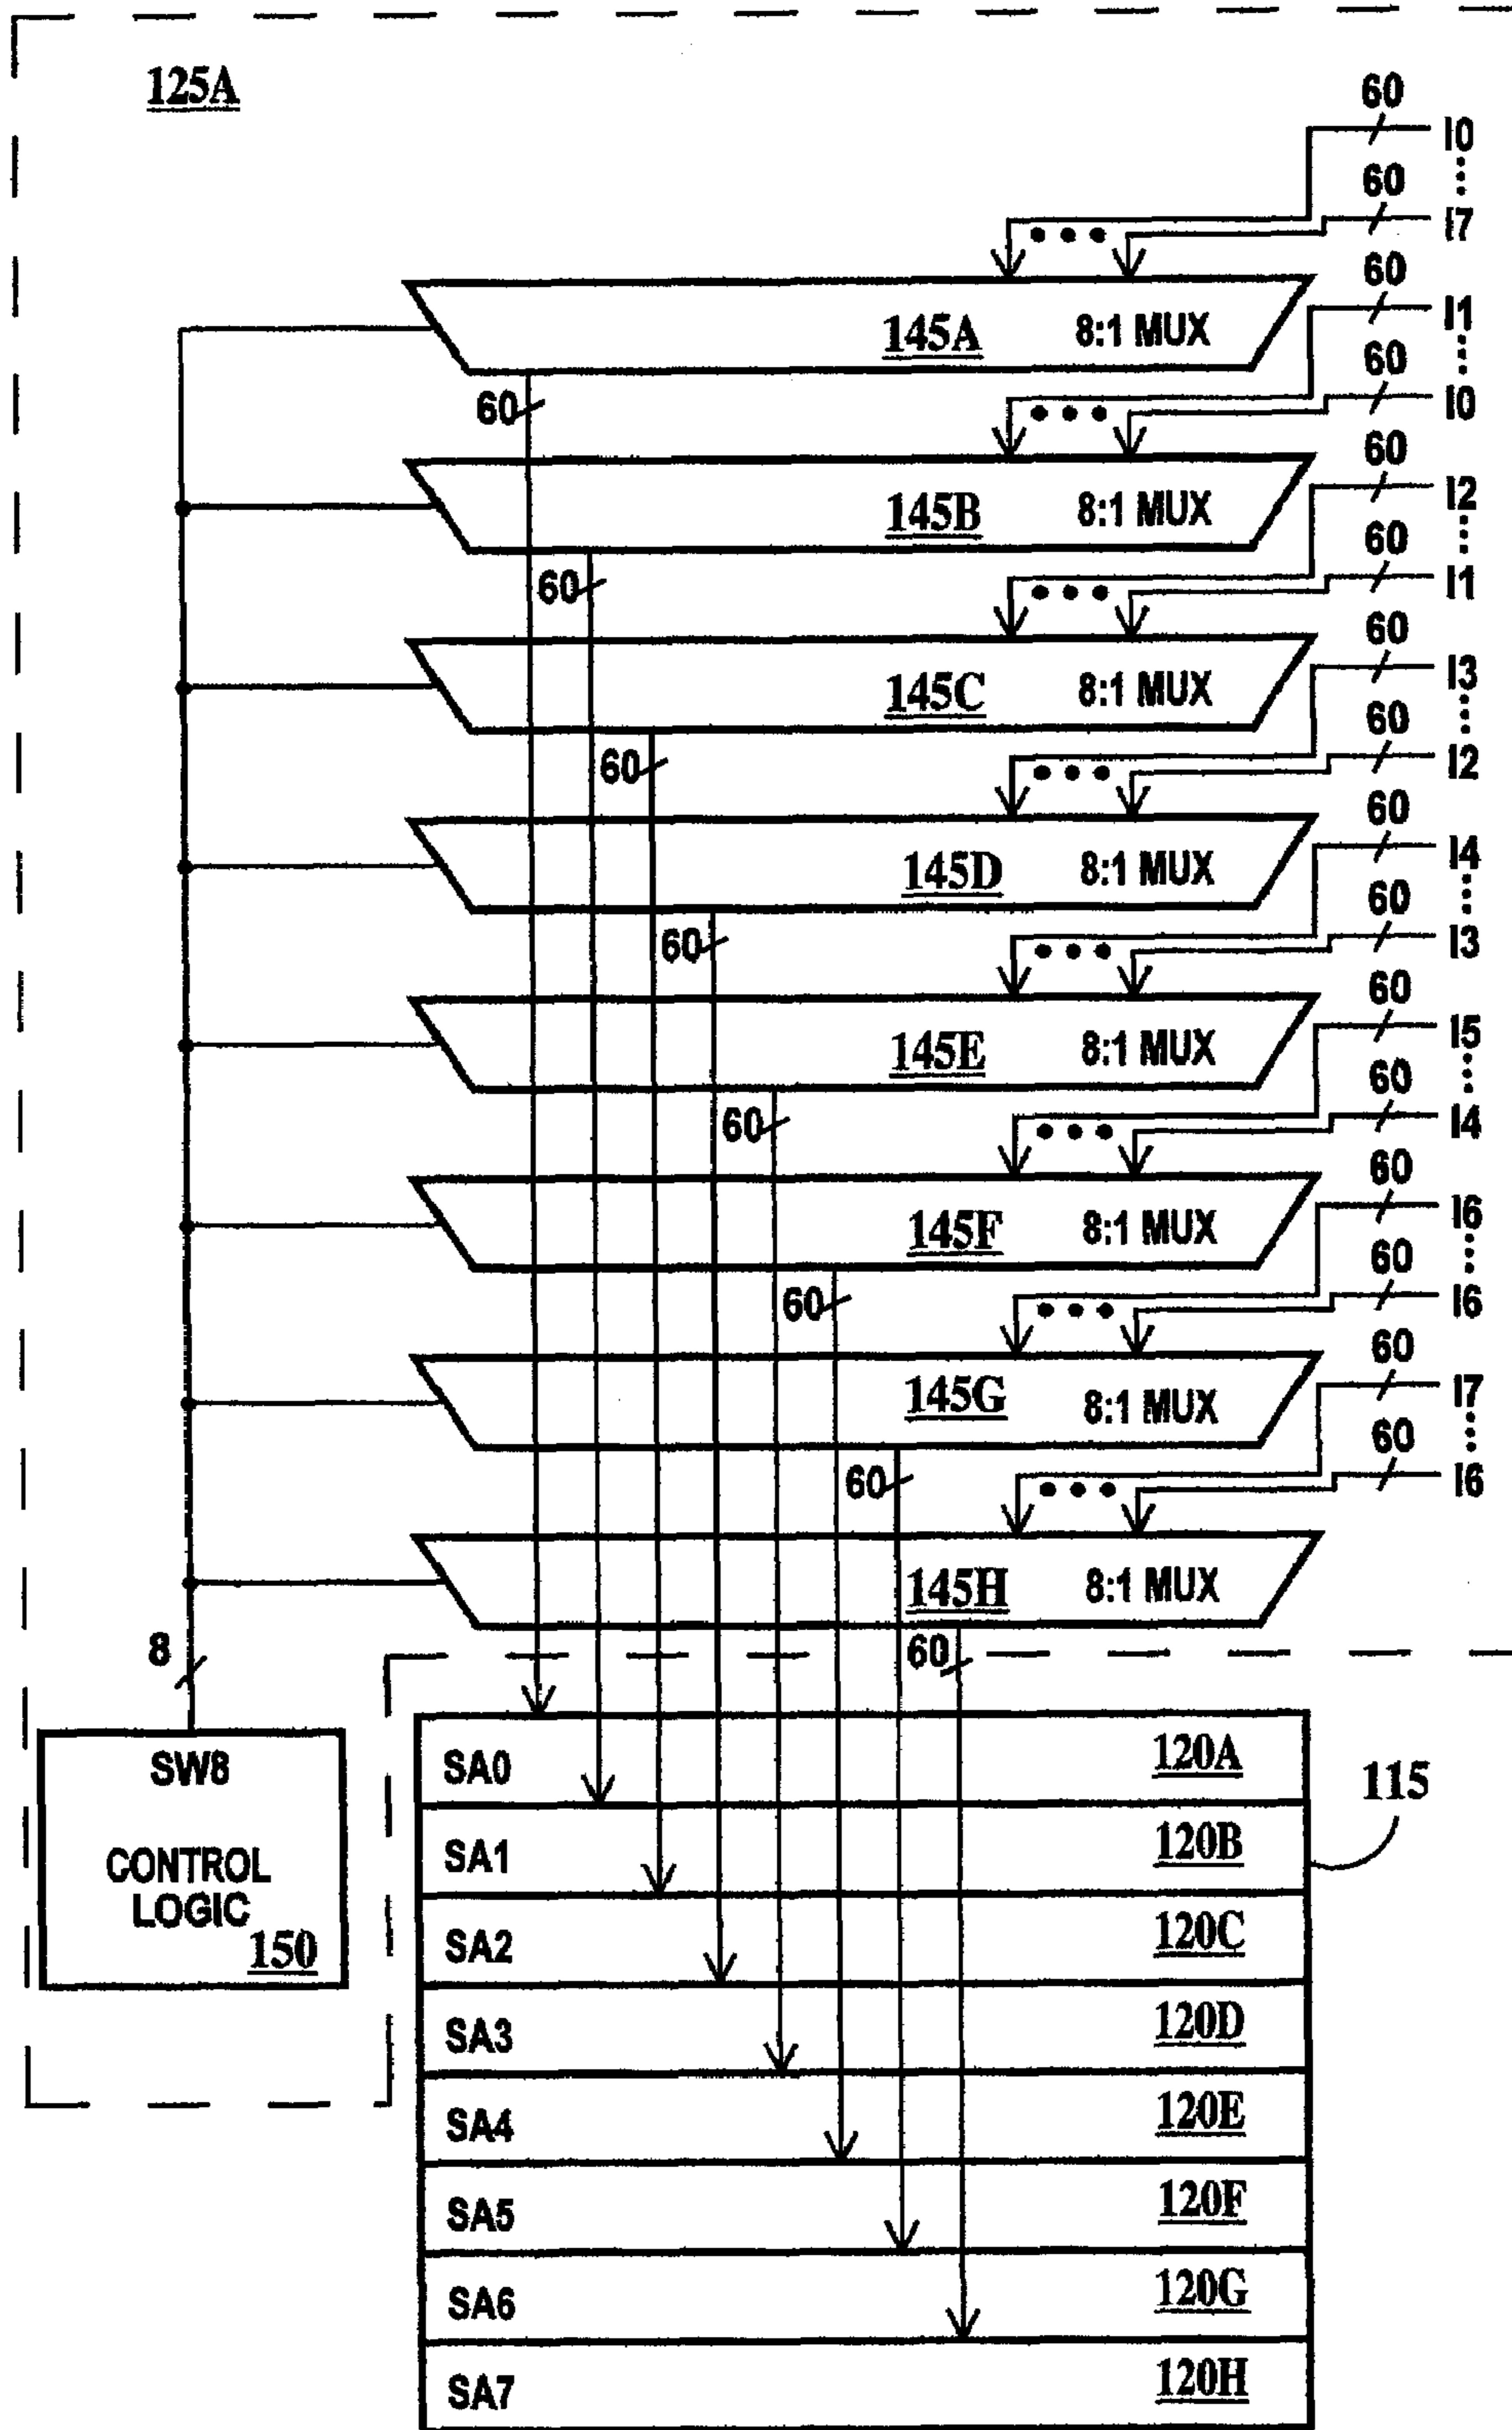 125A
60
I0
60
I7
60
145A 8:1 MUX
I1
60
60
I0
60
145B 8:1 MUX
I2
60
60
I1
60
145C 8:1 MUX
I3
60
60
I2
60
145D 8:1 MUX
I4
60
60
I3
60
145E 8:1 MUX
I5
60
60
I4
60
145F 8:1 MUX
I6
60
60
I6
60
145G 8:1 MUX
I7
60
60
I6
145H 8:1 MUX
8
60
SW8
CONTROL
LOGIC
150
SA0 120A
115
SA1 120B
SA2 120C
SA3 120D
SA4 120E
SA5 120F
SA6 120G
SA7 120H